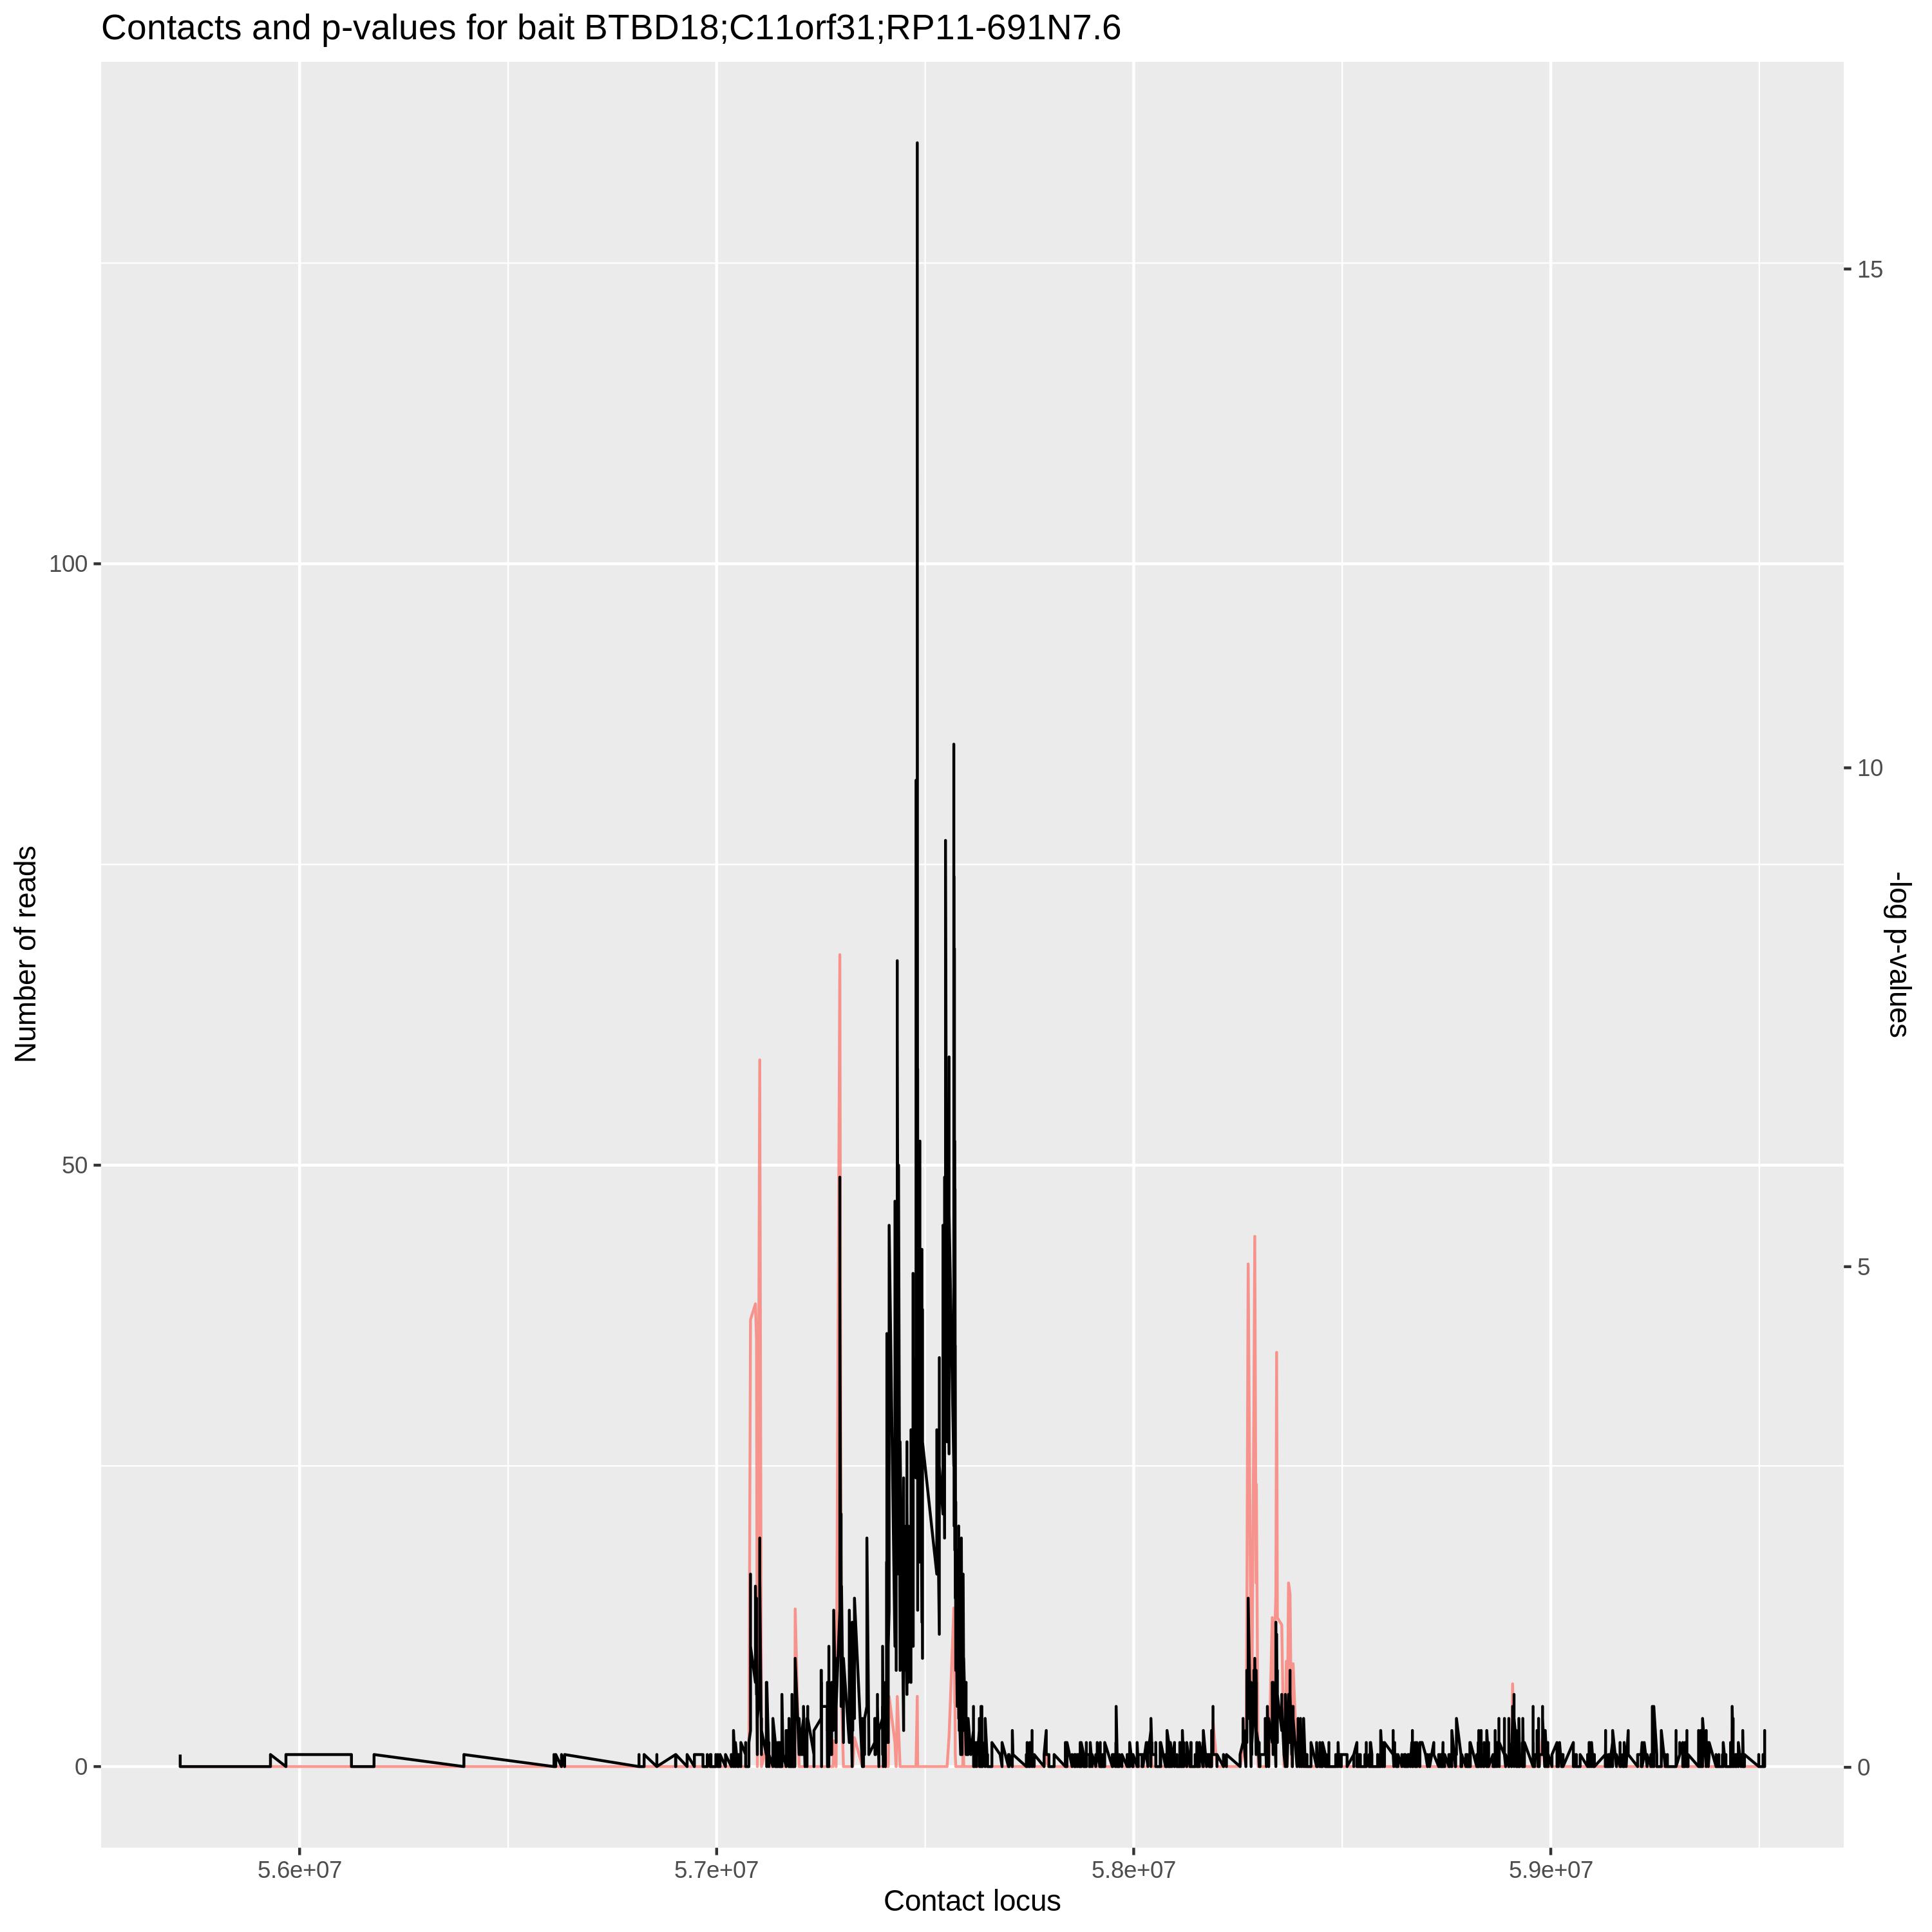 Contacts and p-values for bait BTBD18;C11orf31;RP11-691N7.6
Number of reads
100
50
0
15
10
5
0
-log p-values
5.6e+07
5.7e+07
5.8e+07
5.9e+07
Contact locus